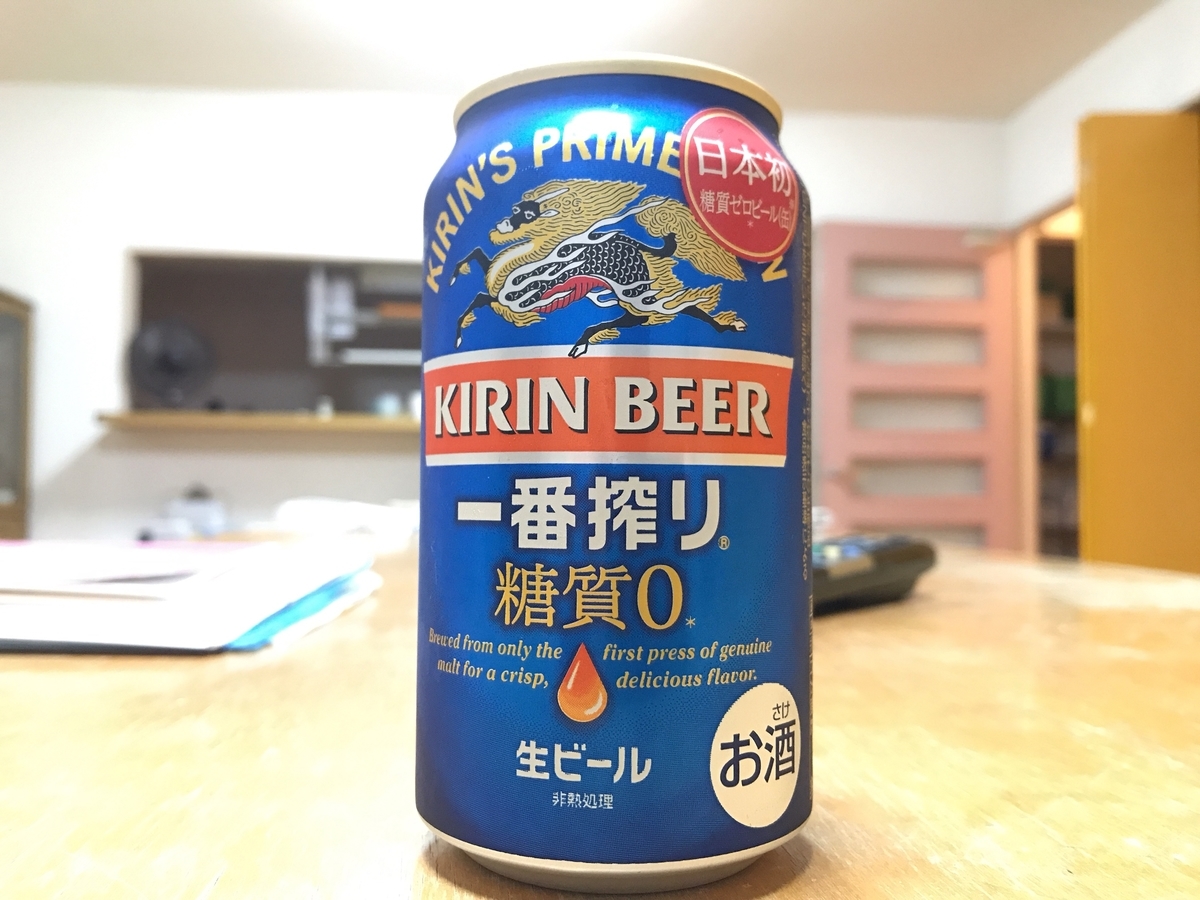 KIRIN'S PRIME
日本初
糖質ゼロビール(缶)
*
KIRIN BEER
一番搾り®
糖質0*
Brewed from only the first press of genuine
malt for a crisp, delicious flavor.
さけ
お酒
生ビール
非熱処理